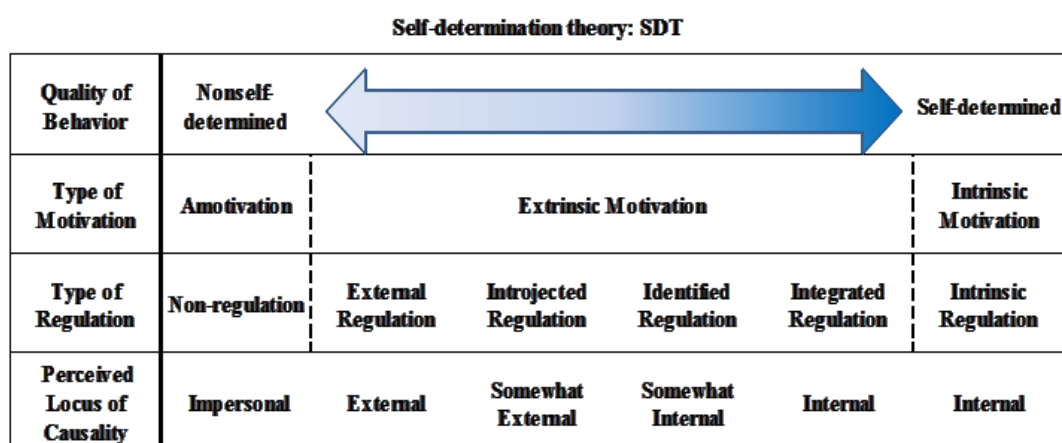 Self-determination theory: SDT
Quality of
Behavior
Nonself-
determined
Self-determined
Type of
Motivation
Amotivation
Extrinsic Motivation
Intrinsic
Motivation
Type of
Regulation
Non-regulation
External
Regulation
Introjected
Regulation
Identified
Regulation
Integrated
Regulation
Intrinsic
Regulation
Perceived
Locus of
Causality
Impersonal
External
Somewhat
External
Somewhat
Internal
Internal
Internal